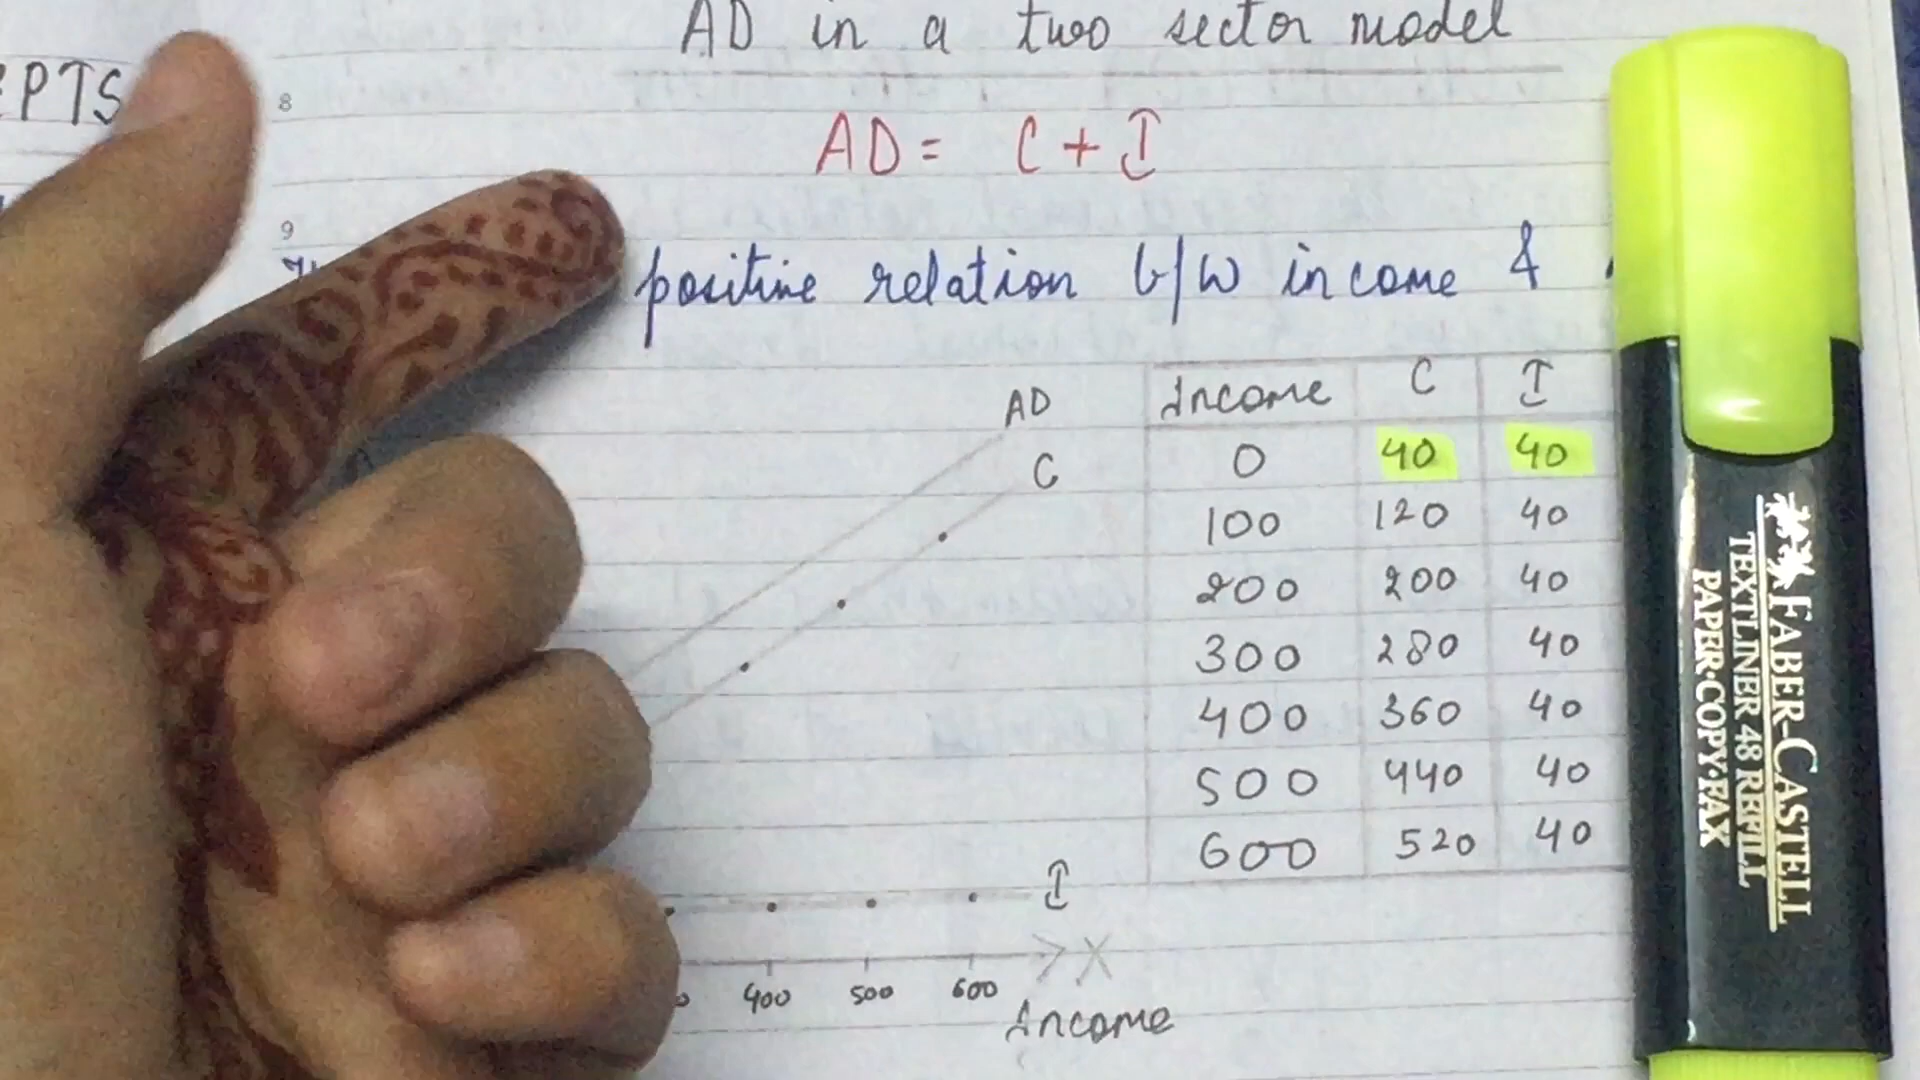 AD in a two sector model
EPTS
8
AD = C + I
9
positive relation b/w income &
AD
C
Income C I
0 40 40
100 120 40
200 200 40
300 280 40
400 360 40
500 440 40
600 520 40
I
X
400 500 600
Income
FABER-CASTELL
TEXTLINER 48 REFILL
PAPER·COPY·FAX